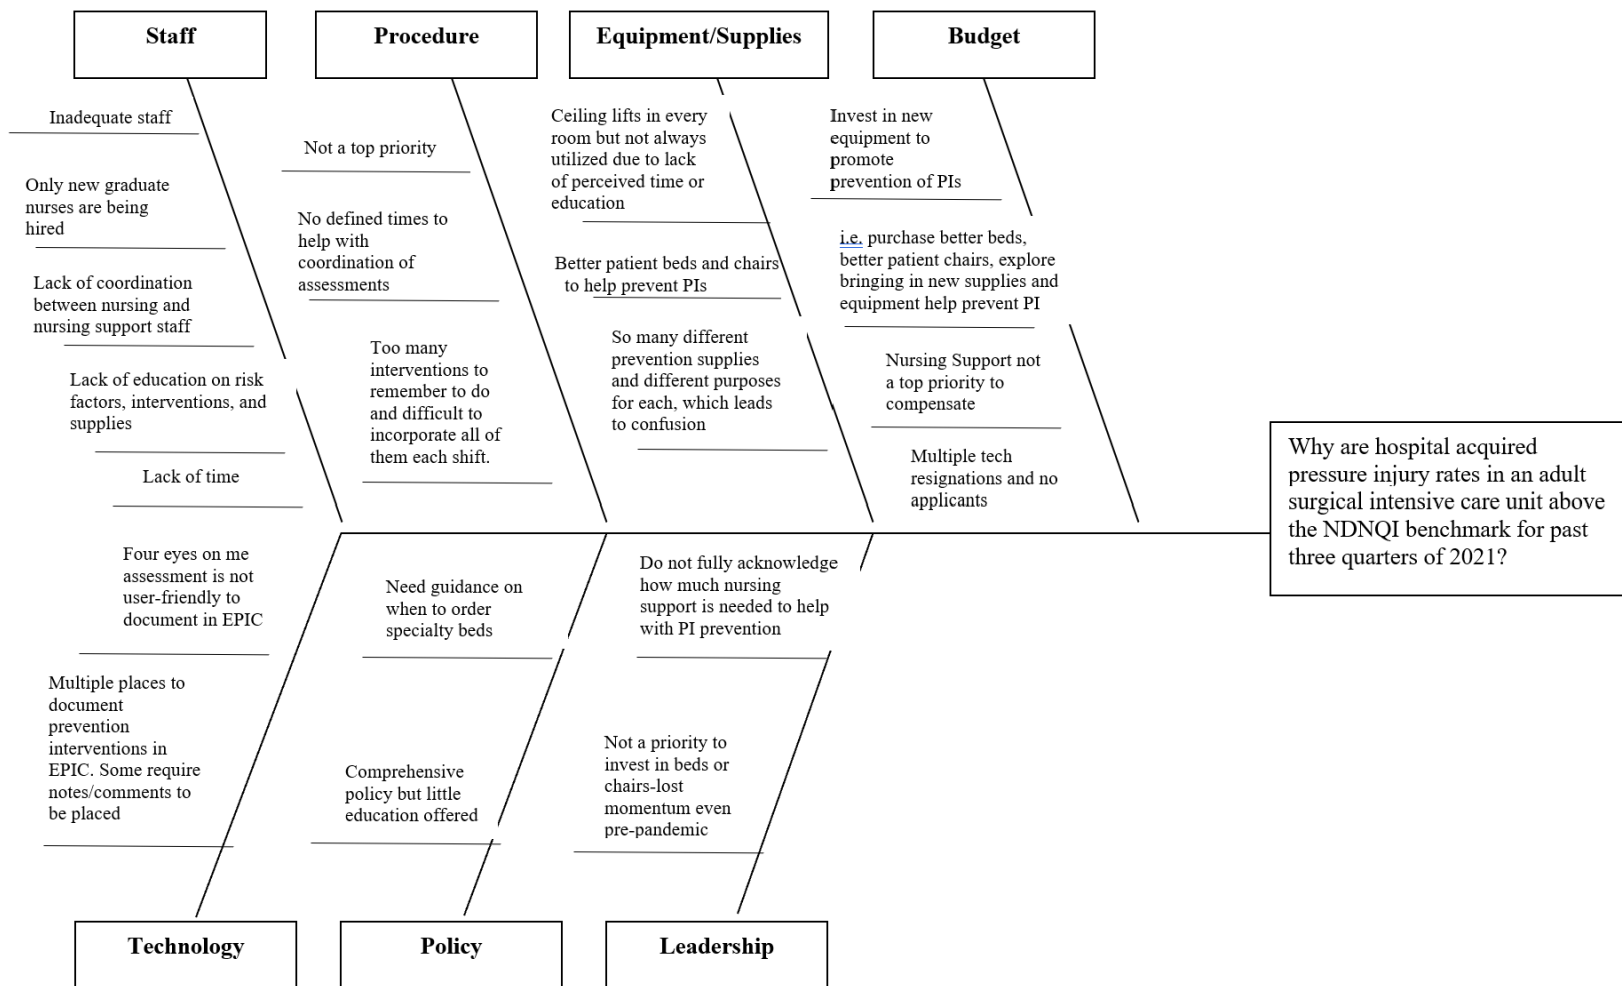 Staff
Procedure
Equipment/Supplies
Budget
Inadequate staff
Only new graduate
nurses are being
hired
Lack of coordination
between nursing and
nursing support staff
Lack of education on risk
factors, interventions, and
supplies
Lack of time
Not a top priority
No defined times to
help with
coordination of
assessments
Too many
interventions to
remember to do
and difficult to
incorporate all of
them each shift.
Ceiling lifts in every
room but not always
utilized due to lack
of perceived time or
education
Better patient beds and chairs
to help prevent PIs
So many different
prevention supplies
and different purposes
for each, which leads
to confusion
Invest in new
equipment to
promote
prevention of PIs
i.e. purchase better beds,
better patient chairs, explore
bringing in new supplies and
equipment help prevent PI
Nursing Support not
a top priority to
compensate
Multiple tech
resignations and no
applicants
Why are hospital acquired
pressure injury rates in an adult
surgical intensive care unit above
the NDNQI benchmark for past
three quarters of 2021?
Four eyes on me
assessment is not
user-friendly to
document in EPIC
Multiple places to
document
prevention
interventions in
EPIC. Some require
notes/comments to
be placed
Need guidance on
when to order
specialty beds
Comprehensive
policy but little
education offered
Do not fully acknowledge
how much nursing
support is needed to help
with PI prevention
Not a priority to
invest in beds or
chairs-lost
momentum even
pre-pandemic
Technology
Policy
Leadership